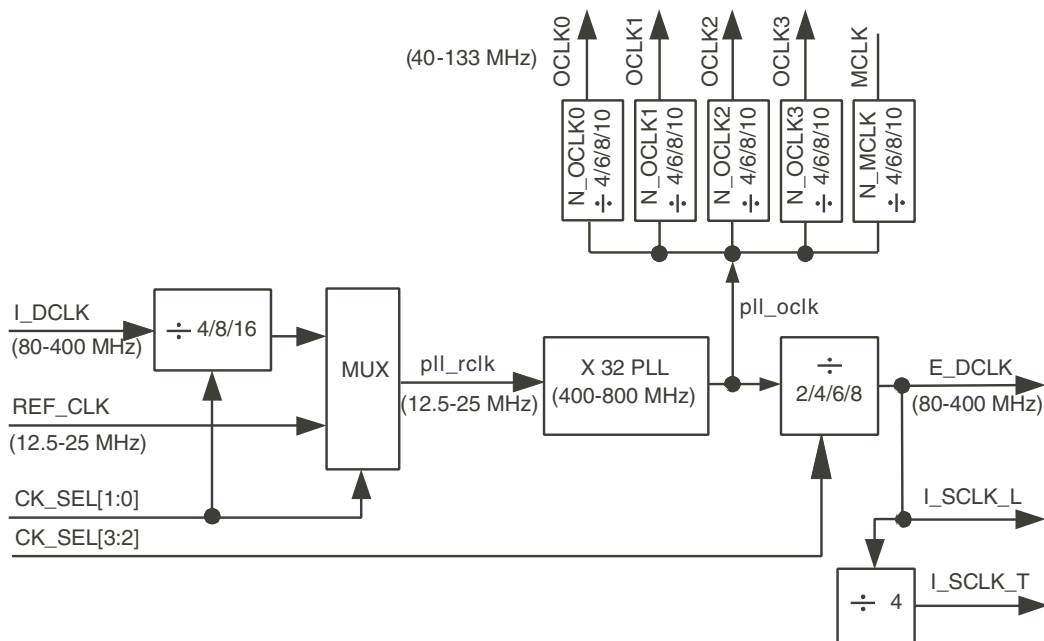 (40-133 MHz)
OCLK0
OCLK1
OCLK2
OCLK3
MCLK
N_OCLK0
÷ 4/6/8/10
N_OCLK1
÷ 4/6/8/10
N_OCLK2
÷ 4/6/8/10
N_OCLK3
÷ 4/6/8/10
N_MCLK
÷ 4/6/8/10
pll_oclk
I_DCLK
(80-400 MHz)
÷ 4/8/16
MUX
pll_rclk
(12.5-25 MHz)
X 32 PLL
(400-800 MHz)
÷
2/4/6/8
E_DCLK
(80-400 MHz)
REF_CLK
(12.5-25 MHz)
CK_SEL[1:0]
CK_SEL[3:2]
I_SCLK_L
÷ 4
I_SCLK_T